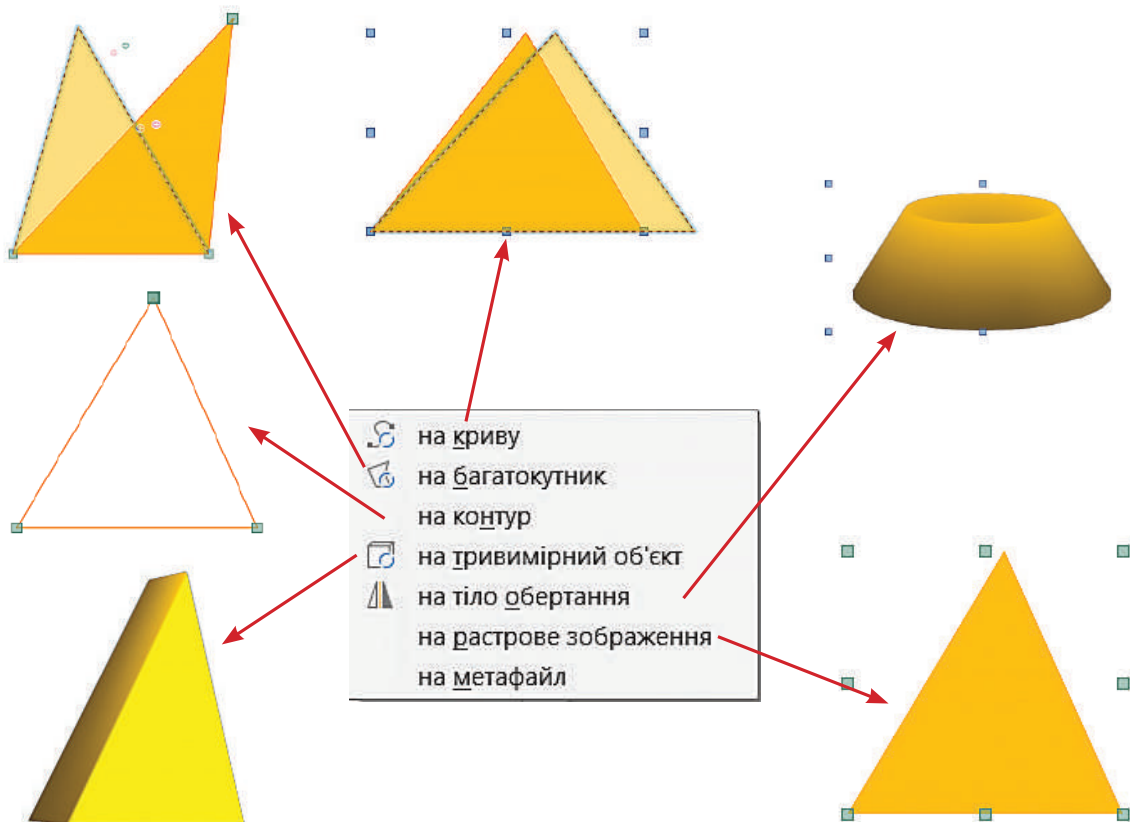 на криву
на багатокутник
на контур
на тривимірний об'єкт
на тіло обертання
на растрове зображення
на метафайл